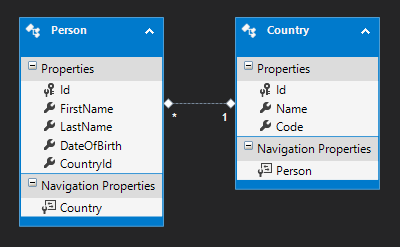 Person
Properties
Id
FirstName
LastName
DateOfBirth
CountryId
Navigation Properties
Country
* 1
Country
Properties
Id
Name
Code
Navigation Properties
Person